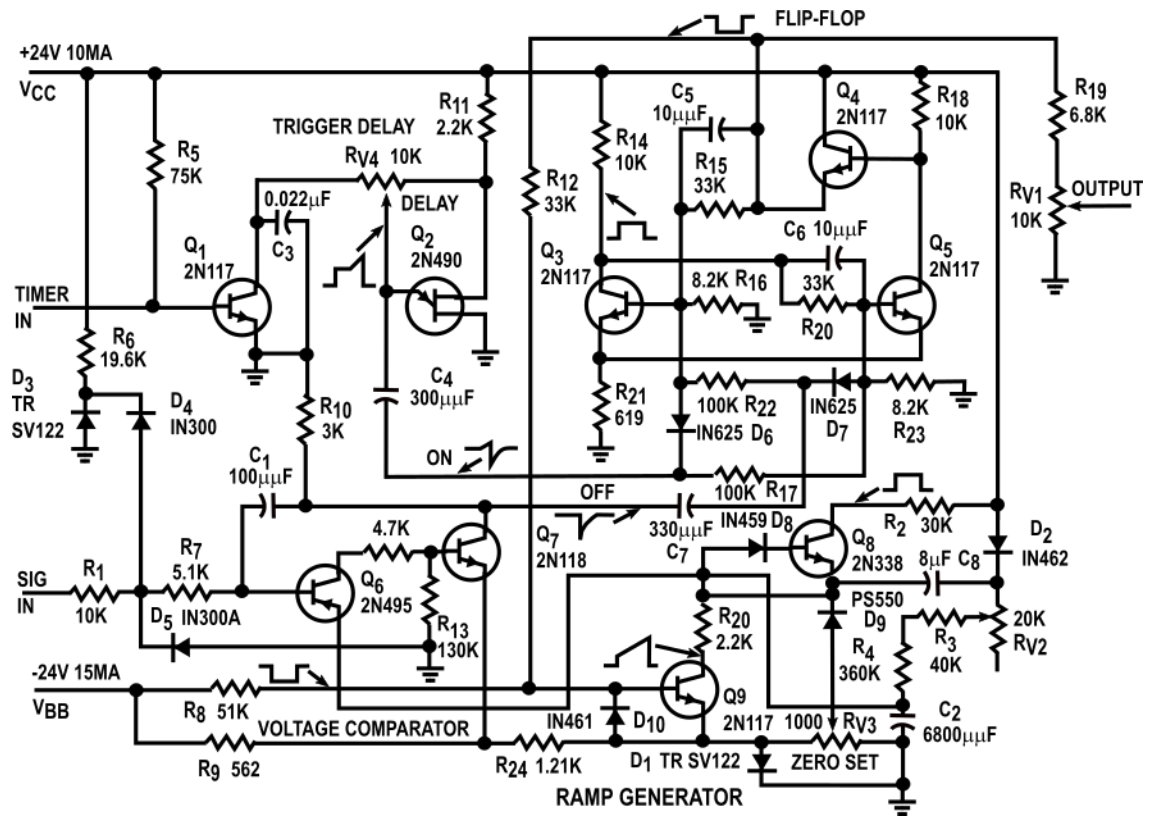 FLIP-FLOP
+24V 10MA
VCC
R11
2.2K
C5
10μμF
Q4
2N117
R18
10K
R19
6.8K
TRIGGER DELAY
RV4 10K
R5
75K
R14
10K
R15
33K
R12
33K
DELAY
0.022μF
C3
RV1
10K
OUTPUT
Q1
2N117
Q2
2N490
Q3
2N117
C6 10μμF
Q5
2N117
TIMER
IN
8.2K R16
33K
R20
R6
19.6K
D3
TR
SV122
D4
IN300
R10
3K
C4
300μμF
R21
619
100K R22
IN625 D6
IN625
D7
8.2K
R23
ON
C1
100μμF
OFF
100K R17
330μμF
C7
IN459 D8
R2
30K
Q8
2N338
D2
IN462
4.7K
Q7
2N118
8μF C8
SIG
IN
R1
10K
R7
5.1K
Q6
2N495
PS550
D9
D5 IN300A
R13
130K
R20
2.2K
R4
360K
R3
40K
20K
RV2
-24V 15MA
VBB
R8
51K
Q9
2N117
VOLTAGE COMPARATOR
IN461
D10
1000 RV3
C2
6800μμF
R9 562
R24 1.21K
D1 TR SV122
ZERO SET
RAMP GENERATOR